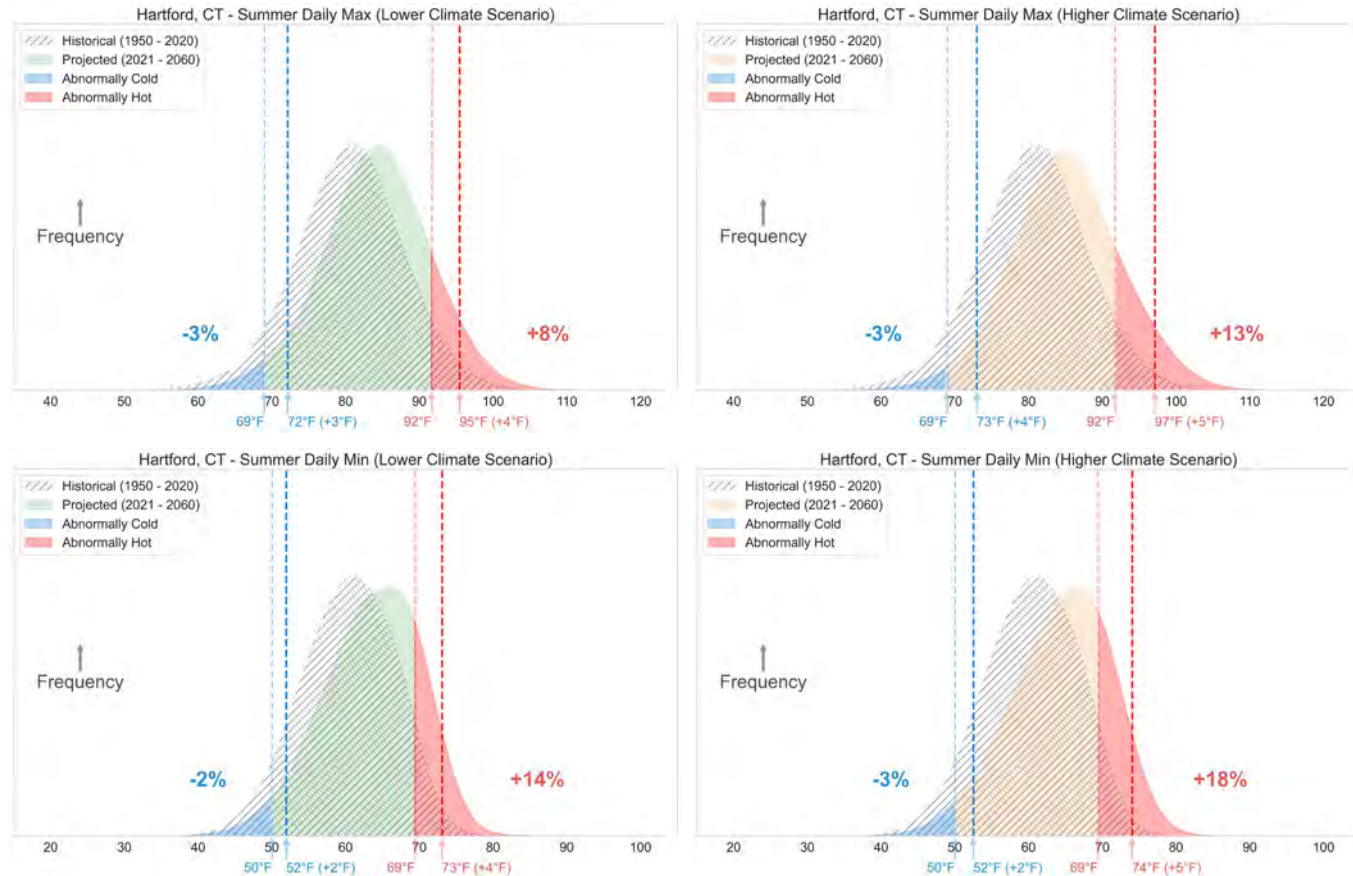 Hartford, CT - Summer Daily Max (Lower Climate Scenario)
Historical (1950 - 2020)
Projected (2021 - 2060)
Abnormally Cold
Abnormally Hot
Frequency
-3%
+8%
40 50 60 70 80 90 100 110 120
69°F 72°F (+3°F) 92°F 95°F (+4°F)
Hartford, CT - Summer Daily Max (Higher Climate Scenario)
Historical (1950 - 2020)
Projected (2021 - 2060)
Abnormally Cold
Abnormally Hot
Frequency
-3%
+13%
40 50 60 70 80 90 100 110 120
69°F 73°F (+4°F) 92°F 97°F (+5°F)
Hartford, CT - Summer Daily Min (Lower Climate Scenario)
Historical (1950 - 2020)
Projected (2021 - 2060)
Abnormally Cold
Abnormally Hot
Frequency
-2%
+14%
20 30 40 50 60 70 80 90 100
50°F 52°F (+2°F) 69°F 73°F (+4°F)
Hartford, CT - Summer Daily Min (Higher Climate Scenario)
Historical (1950 - 2020)
Projected (2021 - 2060)
Abnormally Cold
Abnormally Hot
Frequency
-3%
+18%
20 30 40 50 60 70 80 90 100
50°F 52°F (+2°F) 69°F 74°F (+5°F)